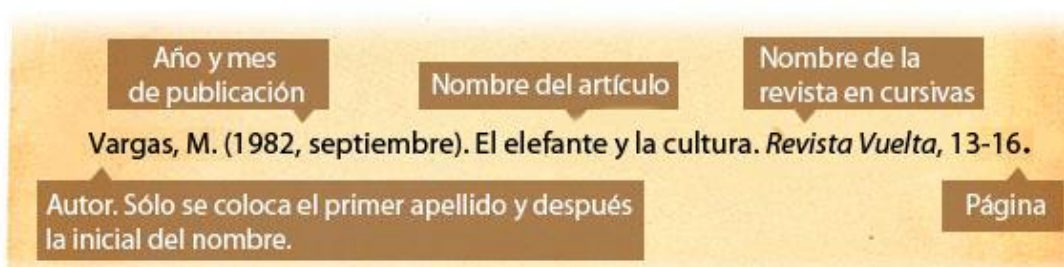 Año y mes
de publicación
Nombre del artículo
Nombre de la
revista en cursivas
Vargas, M. (1982, septiembre). El elefante y la cultura. Revista Vuelta, 13-16.
Autor. Sólo se coloca el primer apellido y después
la inicial del nombre.
Página